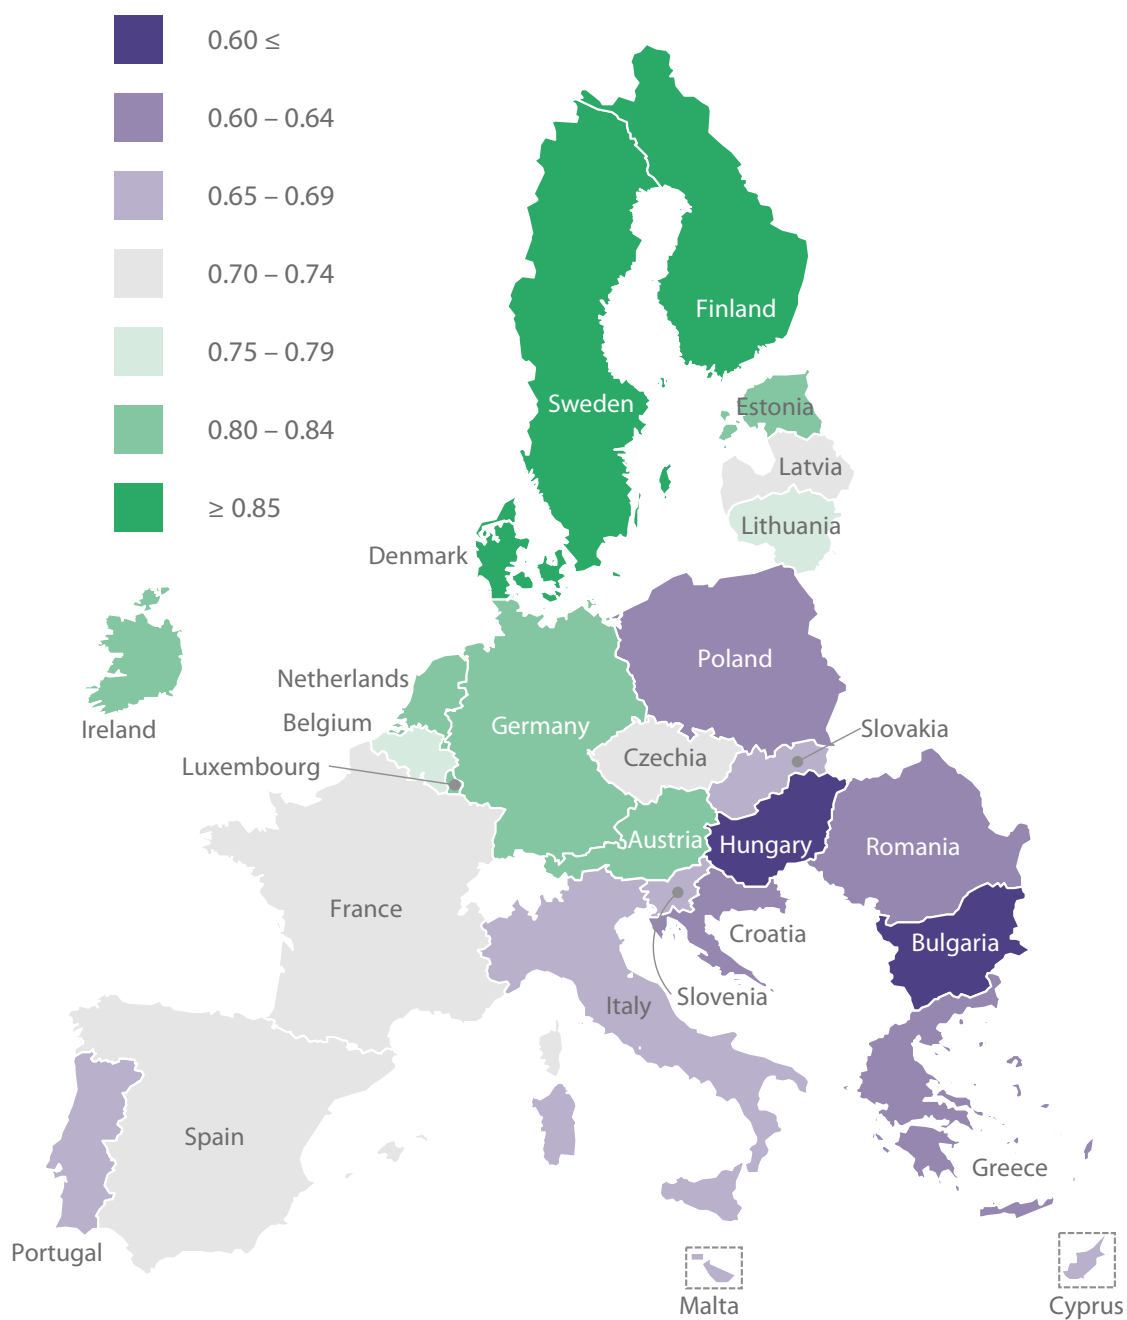 0.60 ≤
0.60 – 0.64
0.65 – 0.69
0.70 – 0.74
0.75 – 0.79
0.80 – 0.84
≥ 0.85
Finland
Sweden
Estonia
Latvia
Lithuania
Denmark
Poland
Netherlands
Ireland
Belgium
Germany
Slovakia
Luxembourg
Czechia
Austria
Hungary
Romania
France
Croatia
Bulgaria
Slovenia
Italy
Spain
Greece
Portugal
Malta
Cyprus